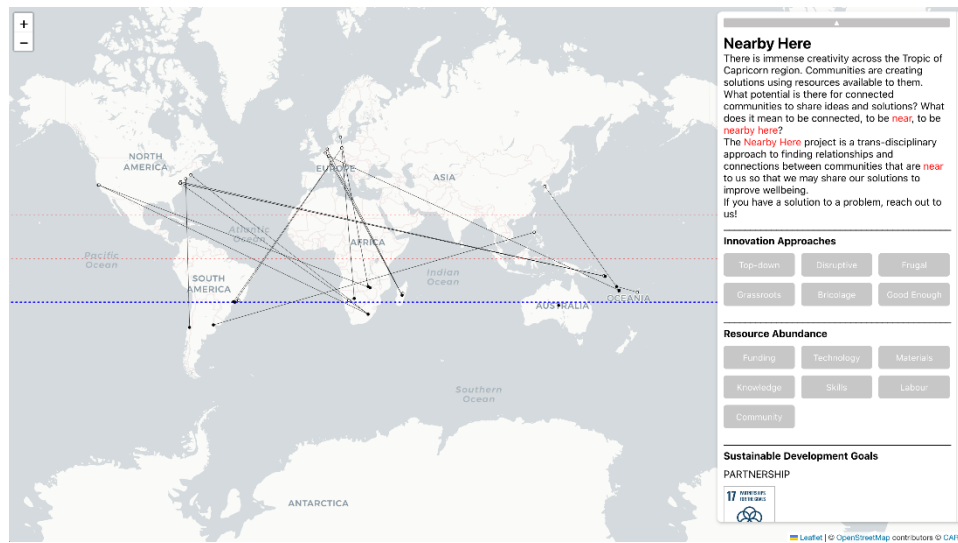 +
−
NORTH
AMERICA
EUROPE
ASIA
Atlantic
Ocean
AFRICA
Pacific
Ocean
SOUTH
AMERICA
Indian
Ocean
OCEANIA
AUSTRALIA
Southern
Ocean
ANTARCTICA
▲
Nearby Here
There is immense creativity across the Tropic of
Capricorn region. Communities are creating
solutions using resources available to them.
What potential is there for connected
communities to share ideas and solutions? What
does it mean to be connected, to be near, to be
nearby here?
The Nearby Here project is a trans-disciplinary
approach to finding relationships and
connections between communities that are near
to us so that we may share our solutions to
improve wellbeing.
If you have a solution to a problem, reach out to
us!
Innovation Approaches
Top-down Disruptive Frugal
Grassroots Bricolage Good Enough
Resource Abundance
Funding Technology Materials
Knowledge Skills Labour
Community
Sustainable Development Goals
PARTNERSHIP
17 PARTNERSHIPS
FOR THE GOALS
Leaflet | © OpenStreetMap contributors © CAR